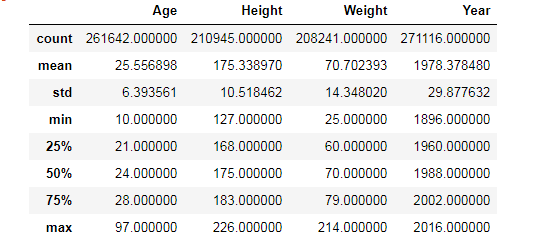 Age Height Weight Year
count 261642.000000 210945.000000 208241.000000 271116.000000
mean 25.556898 175.338970 70.702393 1978.378480
std 6.393561 10.518462 14.348020 29.877632
min 10.000000 127.000000 25.000000 1896.000000
25% 21.000000 168.000000 60.000000 1960.000000
50% 24.000000 175.000000 70.000000 1988.000000
75% 28.000000 183.000000 79.000000 2002.000000
max 97.000000 226.000000 214.000000 2016.000000